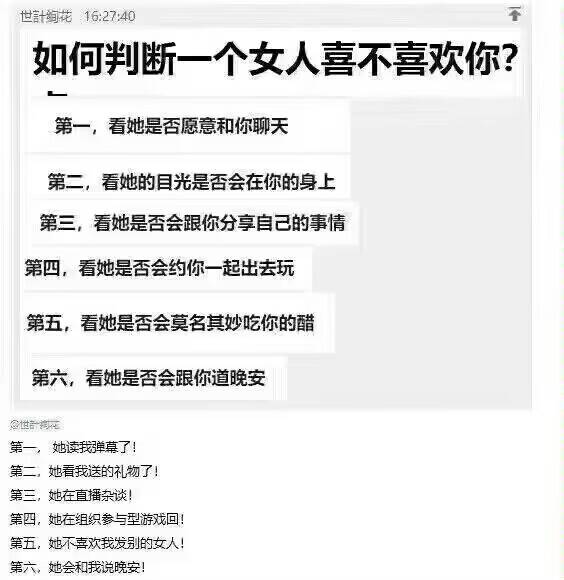 世計絢花 16:27:40
如何判断一个女人喜不喜欢你?
第一，看她是否愿意和你聊天
第二，看她的目光是否会在你的身上
第三，看她是否会跟你分享自己的事情
第四，看她是否会约你一起出去玩
第五，看她是否会莫名其妙吃你的醋
第六，看她是否会跟你道晚安
@世計絢花
第一， 她读我弹幕了!
第二，她看我送的礼物了!
第三，她在直播杂谈!
第四，她在组织参与型游戏回!
第五，她不喜欢我发别的女人!
第六，她会和我说晚安!